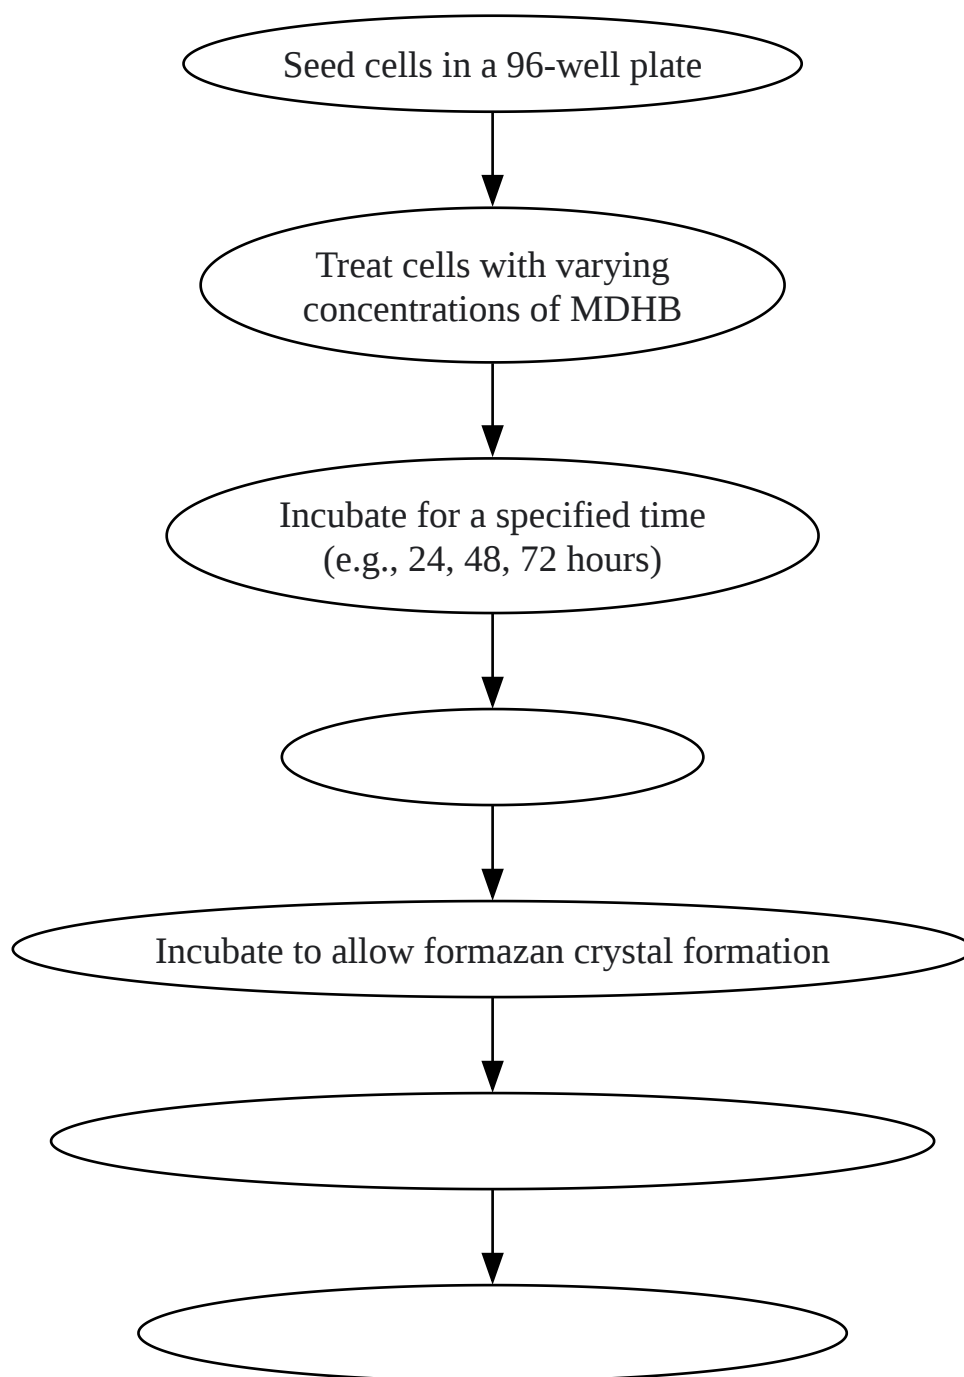 Seed cells in a 96-well plate
Treat cells with varying
concentrations of MDHB
Incubate for a specified time
(e.g., 24, 48, 72 hours)
Incubate to allow formazan crystal formation